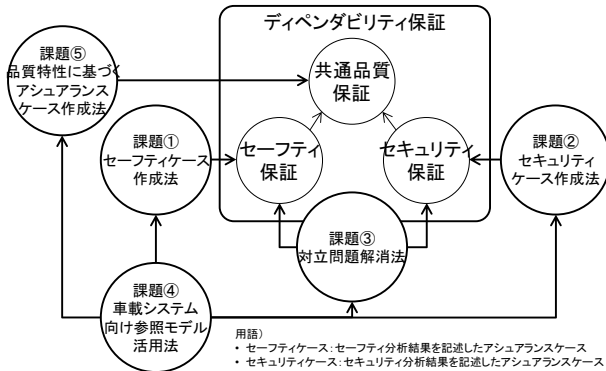 ディペンダビリティ保証
課題⑤
品質特性に基づく
アシュアランス
ケース作成法
共通品質
保証
課題①
セーフティケース
作成法
セーフティ
保証
セキュリティ
保証
課題②
セキュリティ
ケース作成法
課題③
対立問題解消法
課題④
車載システム
向け参照モデル
活用法
用語)
• セーフティケース：セーフティ分析結果を記述したアシュアランスケース
• セキュリティケース：セキュリティ分析結果を記述したアシュアランスケース